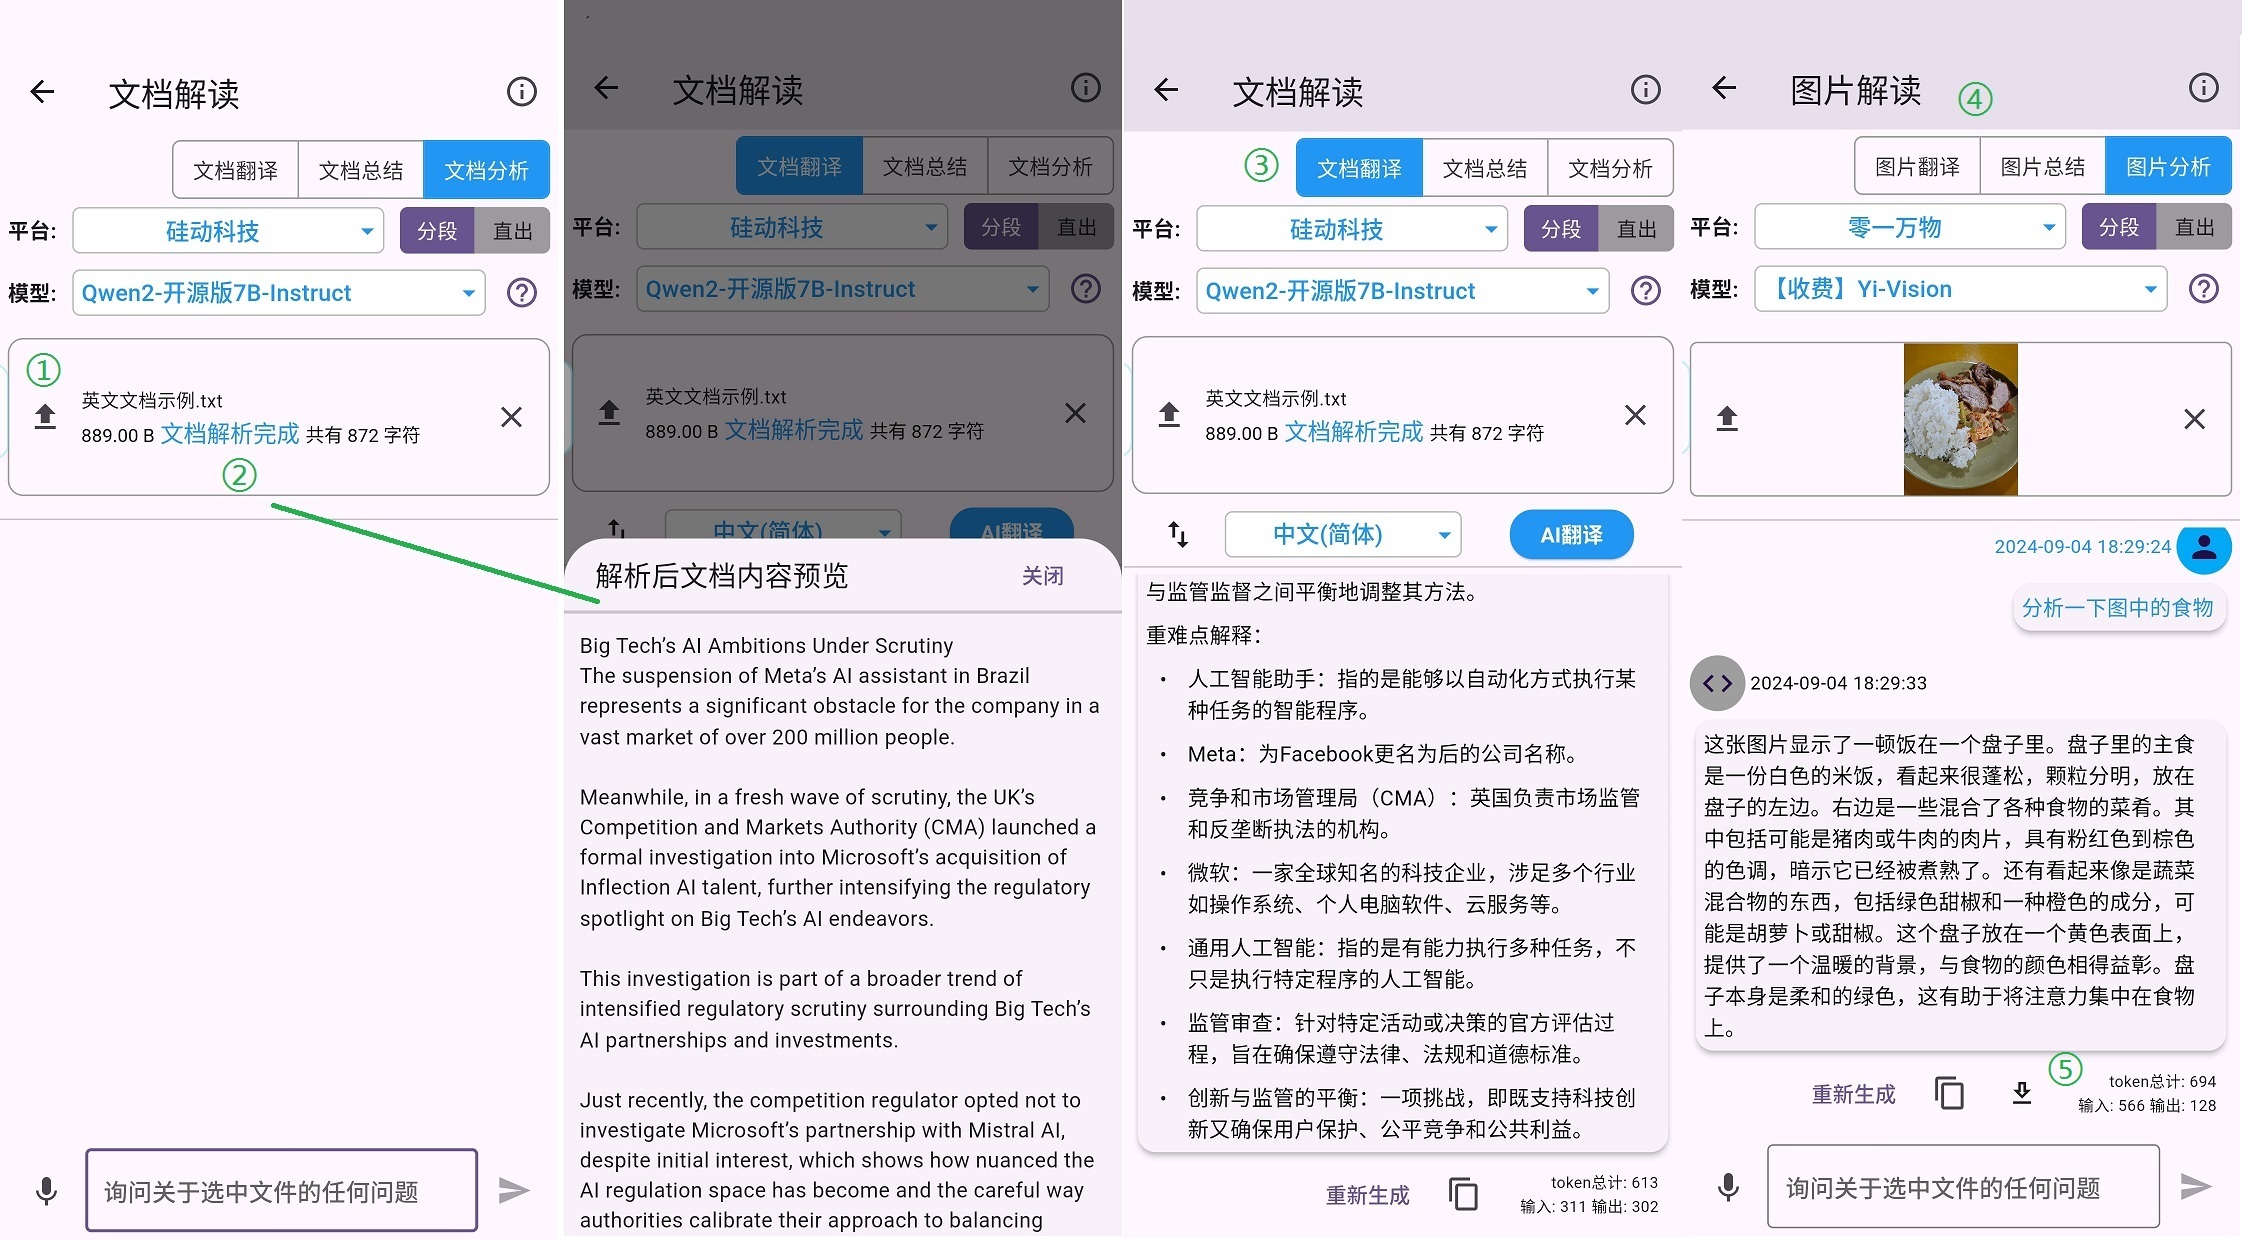 文档解读
文档翻译 文档总结 文档分析
平台: 硅动科技 分段 直出
模型: Qwen2-开源版7B-Instruct
①
英文文档示例.txt
889.00 B 文档解析完成 共有 872 字符
②
询问关于选中文件的任何问题
文档解读
文档翻译 文档总结 文档分析
平台: 硅动科技 分段 直出
模型: Qwen2-开源版7B-Instruct
英文文档示例.txt
889.00 B 文档解析完成 共有 872 字符
中文(简体) AI翻译
解析后文档内容预览 关闭
Big Tech’s AI Ambitions Under Scrutiny
The suspension of Meta’s AI assistant in Brazil
represents a significant obstacle for the company in a
vast market of over 200 million people.
Meanwhile, in a fresh wave of scrutiny, the UK’s
Competition and Markets Authority (CMA) launched a
formal investigation into Microsoft’s acquisition of
Inflection AI talent, further intensifying the regulatory
spotlight on Big Tech’s AI endeavors.
This investigation is part of a broader trend of
intensified regulatory scrutiny surrounding Big Tech’s
AI partnerships and investments.
Just recently, the competition regulator opted not to
investigate Microsoft’s partnership with Mistral AI,
despite initial interest, which shows how nuanced the
AI regulation space has become and the careful way
authorities calibrate their approach to balancing
文档解读
③ 文档翻译 文档总结 文档分析
平台: 硅动科技 分段 直出
模型: Qwen2-开源版7B-Instruct
英文文档示例.txt
889.00 B 文档解析完成 共有 872 字符
中文(简体) AI翻译
与监管监督之间平衡地调整其方法。
重难点解释：
• 人工智能助手：指的是能够以自动化方式执行某
种任务的智能程序。
• Meta：为Facebook更名为后的公司名称。
• 竞争和市场管理局（CMA）：英国负责市场监管
和反垄断执法的机构。
• 微软：一家全球知名的科技企业，涉足多个行业
如操作系统、个人电脑软件、云服务等。
• 通用人工智能：指的是有能力执行多种任务，不
只是执行特定程序的人工智能。
• 监管审查：针对特定活动或决策的官方评估过
程，旨在确保遵守法律、法规和道德标准。
• 创新与监管的平衡：一项挑战，即既支持科技创
新又确保用户保护、公平竞争和公共利益。
重新生成 token总计: 613
输入: 311 输出: 302
图片解读 ④
图片翻译 图片总结 图片分析
平台: 零一万物 分段 直出
模型: 【收费】Yi-Vision
2024-09-04 18:29:24
分析一下图中的食物
2024-09-04 18:29:33
这张图片显示了一顿饭在一个盘子里。盘子里的主食
是一份白色的米饭，看起来很蓬松，颗粒分明，放在
盘子的左边。右边是一些混合了各种食物的菜肴。其
中包括可能是猪肉或牛肉的肉片，具有粉红色到棕色
的色调，暗示它已经被煮熟了。还有看起来像是蔬菜
混合物的东西，包括绿色甜椒和一种橙色的成分，可
能是胡萝卜或甜椒。这个盘子放在一个黄色表面上，
提供了一个温暖的背景，与食物的颜色相得益彰。盘
子本身是柔和的绿色，这有助于将注意力集中在食物
上。
⑤
重新生成 token总计: 694
输入: 566 输出: 128
询问关于选中文件的任何问题